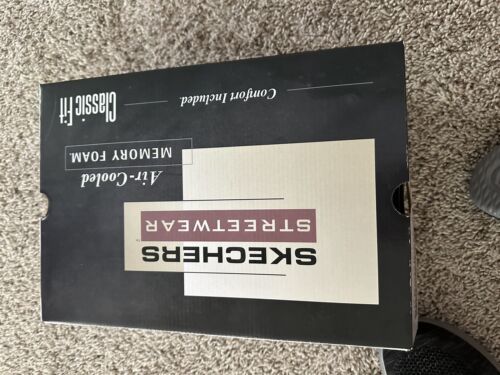 SKECHERS
STREETWEAR
Air-Cooled
MEMORY FOAM
Classic Fit
Comfort Included.